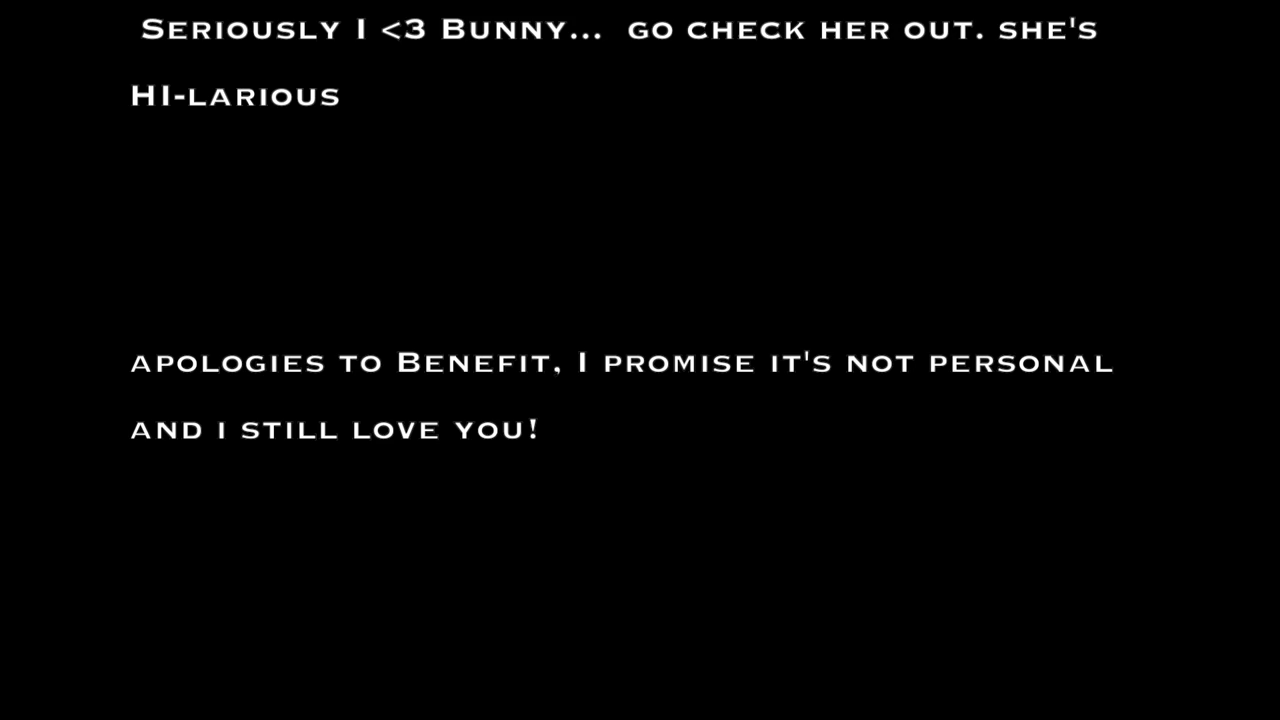 Seriously I <3 Bunny... go check her out. she's
HI-larious
apologies to Benefit, I promise it's not personal
and i still love you!